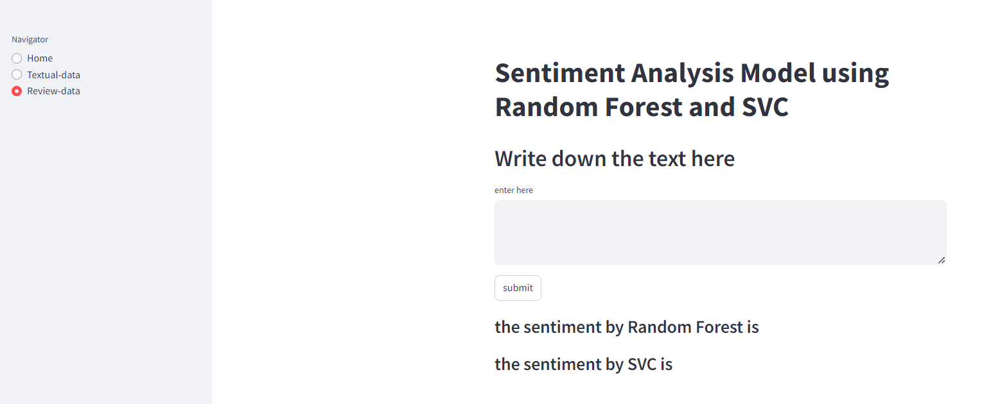 Navigator
Home
Textual-data
Review-data
Sentiment Analysis Model using
Random Forest and SVC
Write down the text here
enter here
submit
the sentiment by Random Forest is
the sentiment by SVC is